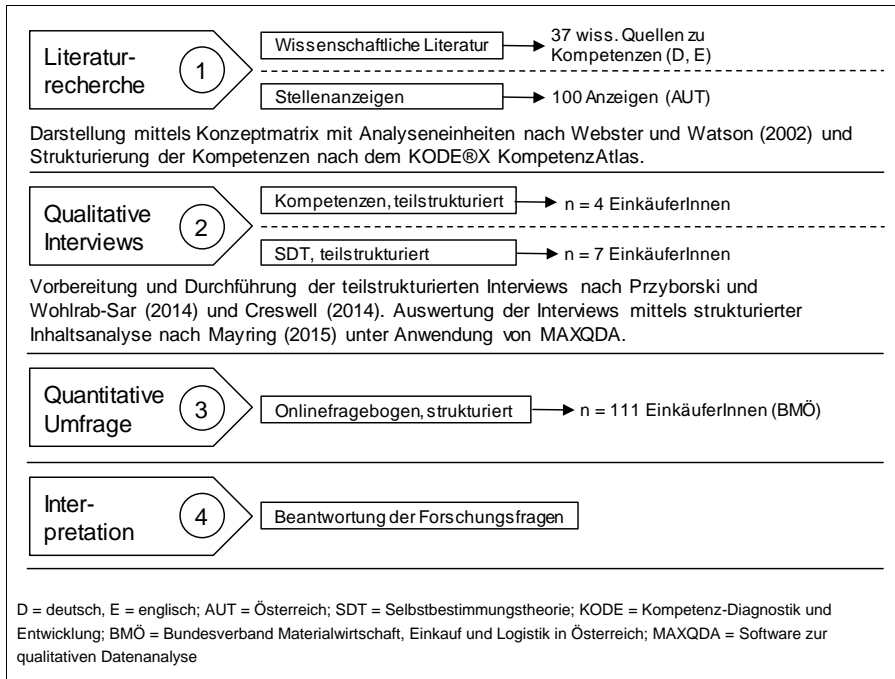 Literatur-
recherche
1
Wissenschaftliche Literatur
37 wiss. Quellen zu
Kompetenzen (D, E)
Stellenanzeigen
100 Anzeigen (AUT)
Darstellung mittels Konzeptmatrix mit Analyseneinheiten nach Webster und Watson (2002) und
Strukturierung der Kompetenzen nach dem KODE®X KompetenzAtlas.
Qualitative
Interviews
2
Kompetenzen, teilstrukturiert
n = 4 EinkäuferInnen
SDT, teilstrukturiert
n = 7 EinkäuferInnen
Vorbereitung und Durchführung der teilstrukturierten Interviews nach Przyborski und
Wohlrab-Sar (2014) und Creswell (2014). Auswertung der Interviews mittels strukturierter
Inhaltsanalyse nach Mayring (2015) unter Anwendung von MAXQDA.
Quantitative
Umfrage
3
Onlinefragebogen, strukturiert
n = 111 EinkäuferInnen (BMÖ)
Inter-
pretation
4
Beantwortung der Forschungsfragen
D = deutsch, E = englisch; AUT = Österreich; SDT = Selbstbestimmungstheorie; KODE = Kompetenz-Diagnostik und
Entwicklung; BMÖ = Bundesverband Materialwirtschaft, Einkauf und Logistik in Österreich; MAXQDA = Software zur
qualitativen Datenanalyse